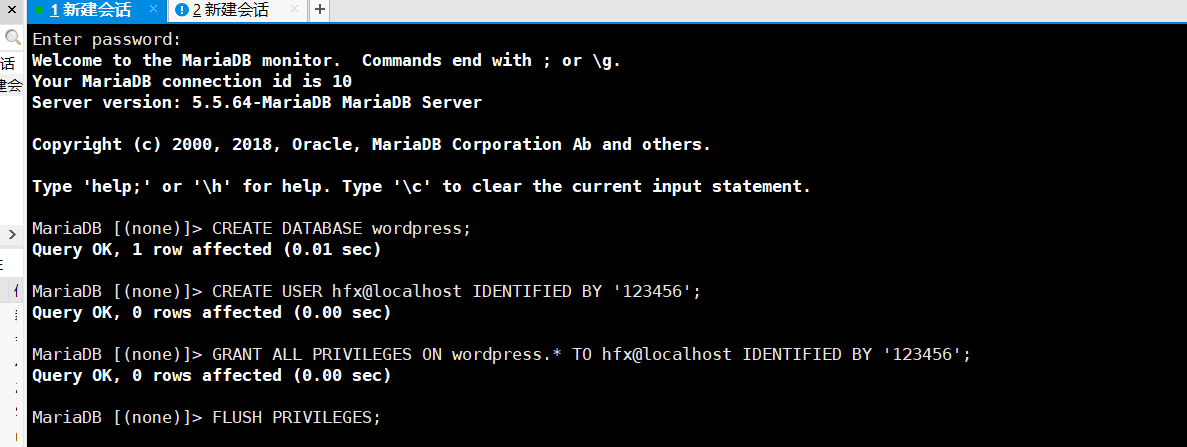 1 新建会话 × 2 新建会话 × +
话
建会
Enter password:
Welcome to the MariaDB monitor.  Commands end with ; or \g.
Your MariaDB connection id is 10
Server version: 5.5.64-MariaDB MariaDB Server
Copyright (c) 2000, 2018, Oracle, MariaDB Corporation Ab and others.
Type 'help;' or '\h' for help. Type '\c' to clear the current input statement.
MariaDB [(none)]> CREATE DATABASE wordpress;
Query OK, 1 row affected (0.01 sec)
MariaDB [(none)]> CREATE USER hfx@localhost IDENTIFIED BY '123456';
Query OK, 0 rows affected (0.00 sec)
MariaDB [(none)]> GRANT ALL PRIVILEGES ON wordpress.* TO hfx@localhost IDENTIFIED BY '123456';
Query OK, 0 rows affected (0.00 sec)
MariaDB [(none)]> FLUSH PRIVILEGES;